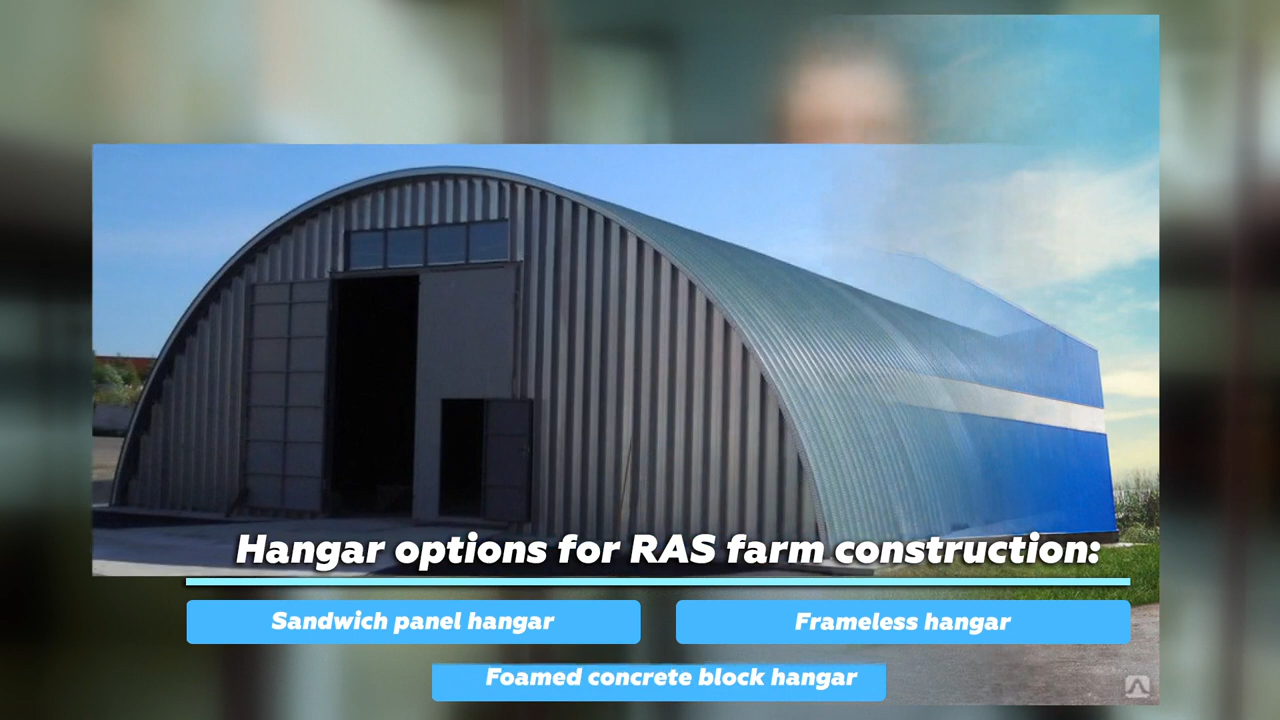 Hangar options for RAS farm construction:
Sandwich panel hangar
Frameless hangar
Foamed concrete block hangar